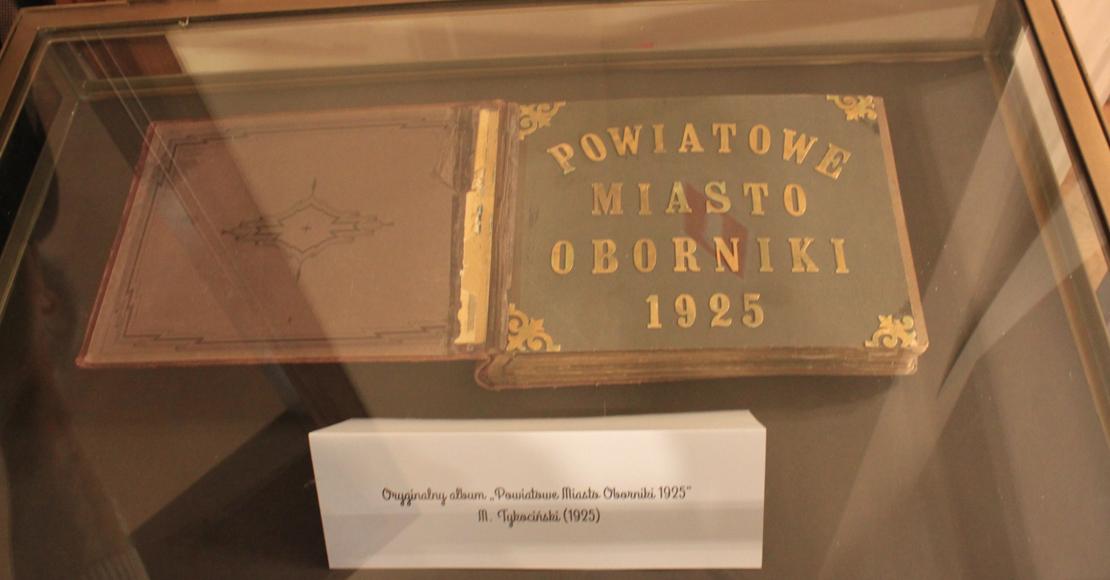 POWIATOWE
MIASTO
OBORNIKI
1925
Oryginalny album „Powiatowe Miasto Oborniki 1925"
M. Tykociński (1925)